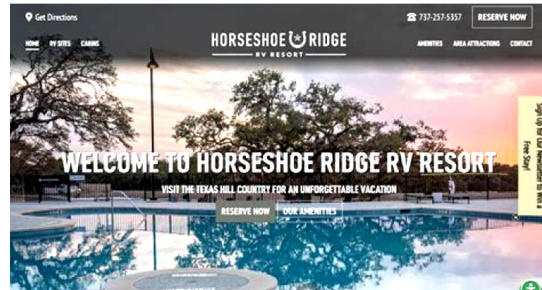 Get Directions
737-257-5357
RESERVE NOW
HOME
RV SITES
CABINS
HORSESHOE RIDGE
RV RESORT
AMENITIES
AREA ATTRACTIONS
CONTACT
WELCOME TO HORSESHOE RIDGE RV RESORT
VISIT THE TEXAS HILL COUNTRY FOR AN UNFORGETTABLE VACATION
RESERVE NOW
OUR AMENITIES
Sign Up for Our Newsletter to Win a
Free Stay!